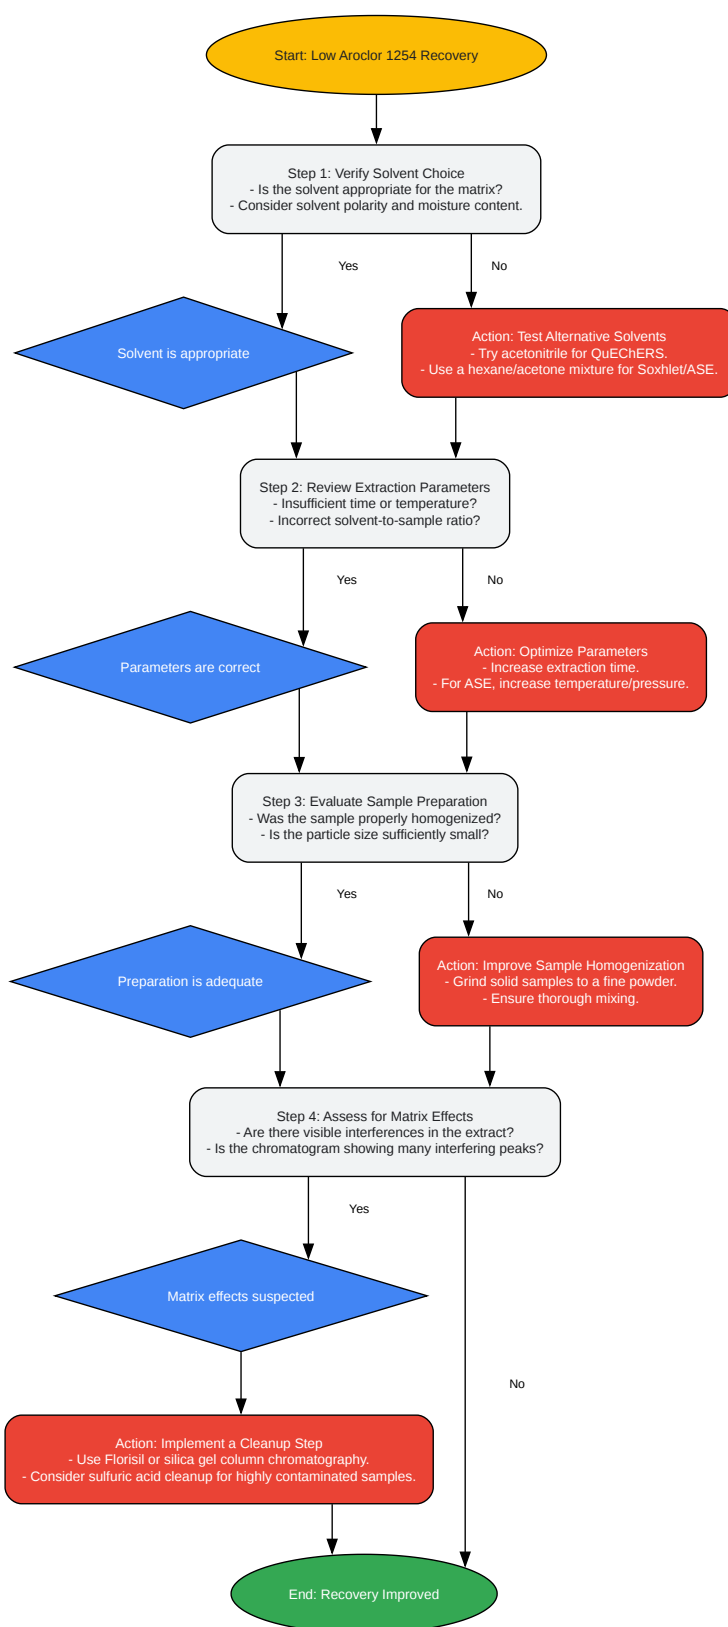 Start: Low Aroclor 1254 Recovery
Step 1: Verify Solvent Choice
- Is the solvent appropriate for the matrix?
- Consider solvent polarity and moisture content.
Yes
No
Solvent is appropriate
Action: Test Alternative Solvents
- Try acetonitrile for QuEChERS.
- Use a hexane/acetone mixture for Soxhlet/ASE.
Step 2: Review Extraction Parameters
- Insufficient time or temperature?
- Incorrect solvent-to-sample ratio?
Yes
No
Parameters are correct
Action: Optimize Parameters
- Increase extraction time.
- For ASE, increase temperature/pressure.
Step 3: Evaluate Sample Preparation
- Was the sample properly homogenized?
- Is the particle size sufficiently small?
Yes
No
Preparation is adequate
Action: Improve Sample Homogenization
- Grind solid samples to a fine powder.
- Ensure thorough mixing.
Step 4: Assess for Matrix Effects
- Are there visible interferences in the extract?
- Is the chromatogram showing many interfering peaks?
Yes
Matrix effects suspected
No
Action: Implement a Cleanup Step
- Use Florisil or silica gel column chromatography.
- Consider sulfuric acid cleanup for highly contaminated samples.
End: Recovery Improved